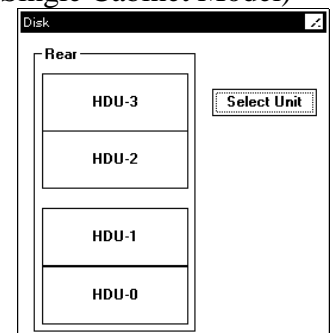 Single Cabinet Model)
Disk
Rear
HDU-3
Select Unit
HDU-2
HDU-1
HDU-0